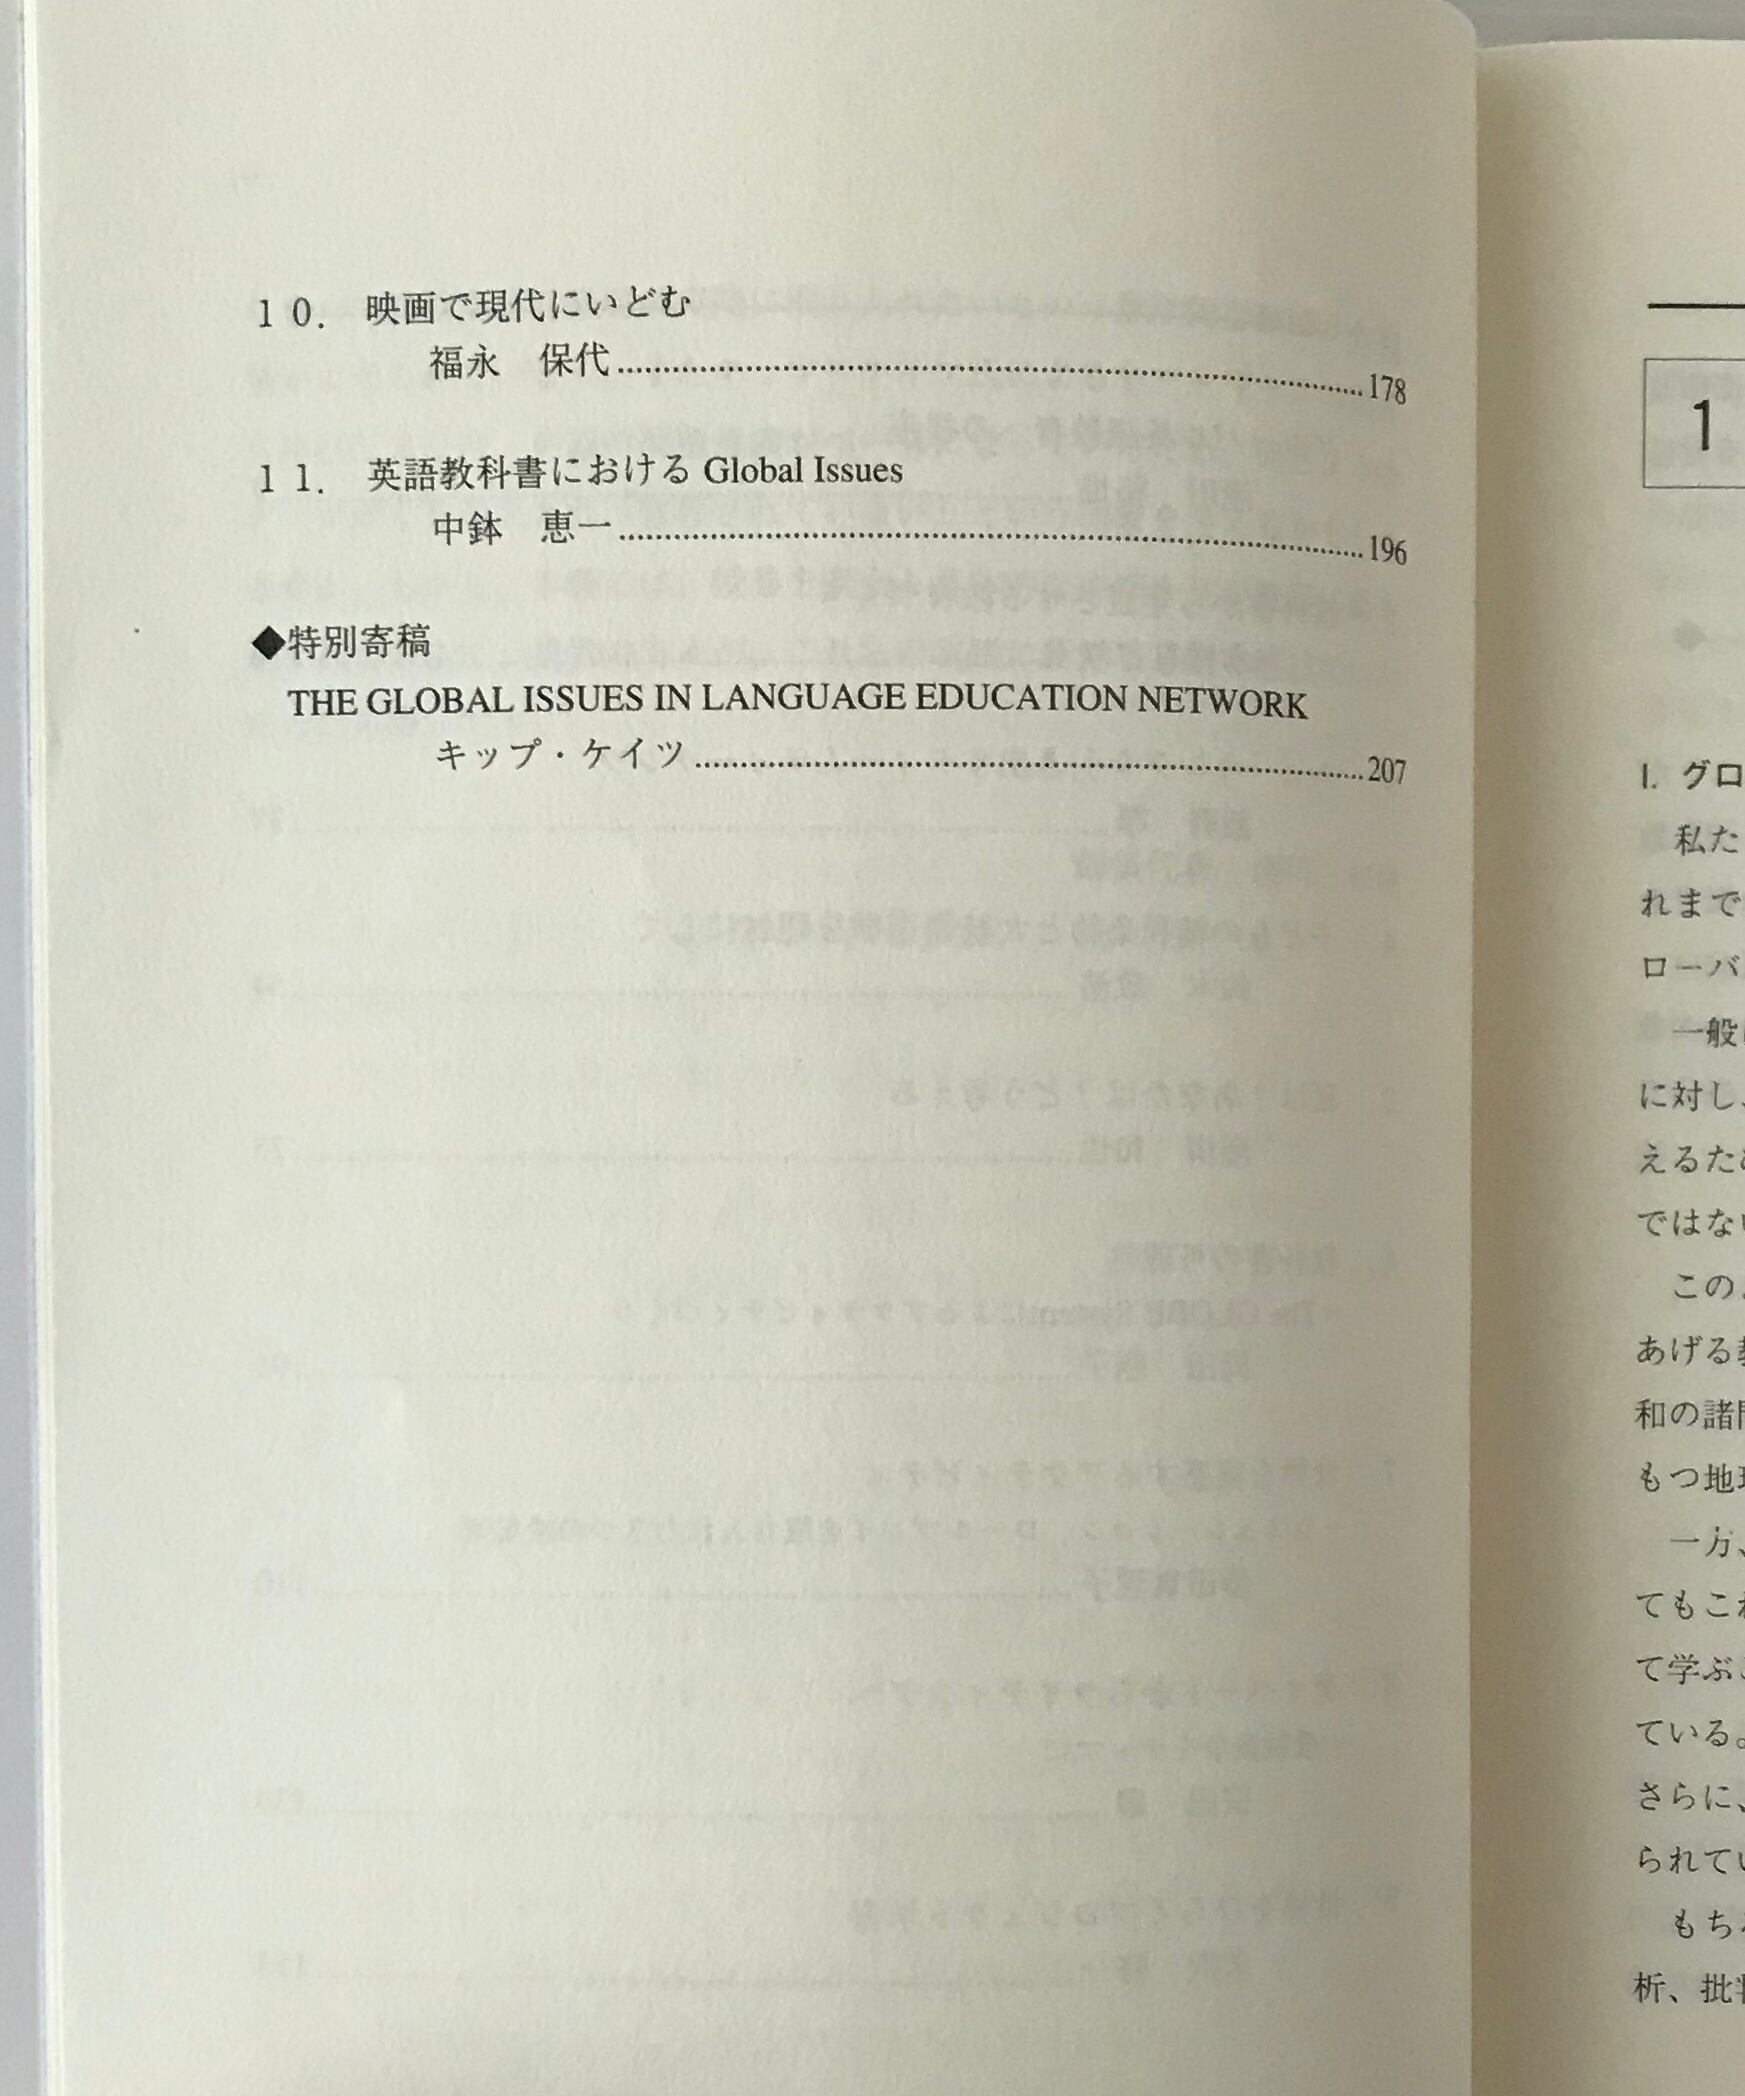 １０．　映画で現代にいどむ
福永　保代 178
１１．　英語教科書における Global Issues
中鉢　惠一 196
◆特別寄稿
THE GLOBAL ISSUES IN LANGUAGE EDUCATION NETWORK
キップ・ケイツ 207
1
I. グロ
私た
れまで
ローバ
一般
に対し、
えるた
ではな
この
あげる
和の諸
もつ地
一方、
てもこ
て学ぶ
ている。
さらに、
られてい
もち
析、批